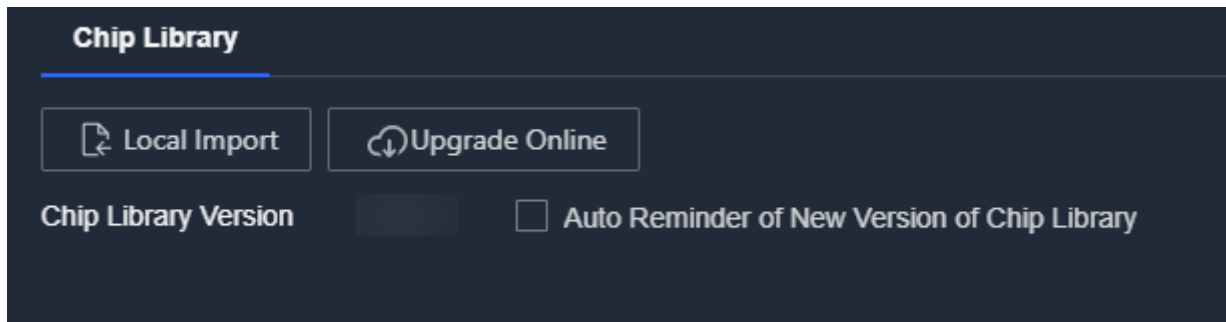 Chip Library
Local Import Upgrade Online
Chip Library Version Auto Reminder of New Version of Chip Library